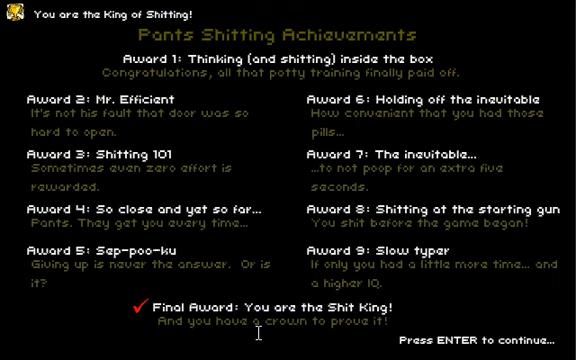 You are the King of Shitting!
Pants Shitting Achievements
Award 1: Thinking (and shitting) inside the box
Congratulations, all that potty training finally paid off.
Award 2: Mr. Efficient
It's not his fault that door was so
hard to open.
Award 3: Shitting 101
Sometimes even zero effort is
rewarded.
Award 4: So close and yet so far...
Pants. They get you every time...
Award 5: Sep-poo-ku
Giving up is never the answer. Or is
it?
Award 6: Holding off the inevitable
How convenient that you had those
pills...
Award 7: The inevitable...
...to not poop for an extra five
seconds.
Award 8: Shitting at the starting gun
You shit before the game began!
Award 9: Slow typer
If only you had a little more time... and
a higher IQ.
Final Award: You are the Shit King!
And you have a crown to prove it!
Press ENTER to continue...